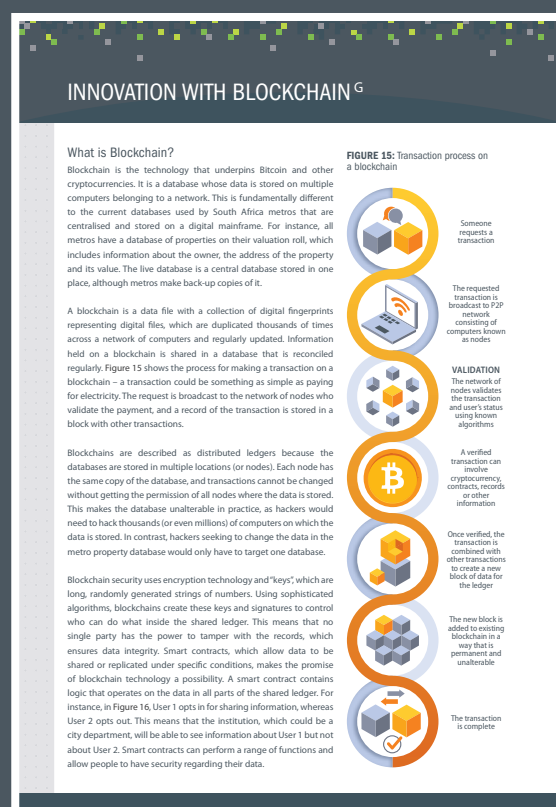 INNOVATION WITH BLOCKCHAIN G
What is Blockchain?
Blockchain is the technology that underpins Bitcoin and other
cryptocurrencies. It is a database whose data is stored on multiple
computers belonging to a network. This is fundamentally different
to the current databases used by South Africa metros that are
centralised and stored on a digital mainframe. For instance, all
metros have a database of properties on their valuation roll, which
includes information about the owner, the address of the property
and its value. The live database is a central database stored in one
place, although metros make back-up copies of it.
A blockchain is a data file with a collection of digital fingerprints
representing digital files, which are duplicated thousands of times
across a network of computers and regularly updated. Information
held on a blockchain is shared in a database that is reconciled
regularly. Figure 15 shows the process for making a transaction on a
blockchain – a transaction could be something as simple as paying
for electricity. The request is broadcast to the network of nodes who
validate the payment, and a record of the transaction is stored in a
block with other transactions.
Blockchains are described as distributed ledgers because the
databases are stored in multiple locations (or nodes). Each node has
the same copy of the database, and transactions cannot be changed
without getting the permission of all nodes where the data is stored.
This makes the database unalterable in practice, as hackers would
need to hack thousands (or even millions) of computers on which the
data is stored. In contrast, hackers seeking to change the data in the
metro property database would only have to target one database.
Blockchain security uses encryption technology and "keys", which are
long, randomly generated strings of numbers. Using sophisticated
algorithms, blockchains create these keys and signatures to control
who can do what inside the shared ledger. This means that no
single party has the power to tamper with the records, which
ensures data integrity. Smart contracts, which allow data to be
shared or replicated under specific conditions, makes the promise
of blockchain technology a possibility. A smart contract contains
logic that operates on the data in all parts of the shared ledger. For
instance, in Figure 16, User 1 opts in for sharing information, whereas
User 2 opts out. This means that the institution, which could be a
city department, will be able to see information about User 1 but not
about User 2. Smart contracts can perform a range of functions and
allow people to have security regarding their data.
FIGURE 15: Transaction process on
a blockchain
Someone
requests a
transaction
The requested
transaction is
broadcast to P2P
network
consisting of
computers known
as nodes
VALIDATION
The network of
nodes validates
the transaction
and user's status
using known
algorithms
A verified
transaction can
involve
cryptocurrency,
contracts, records
or other
information
Once verified, the
transaction is
combined with
other transactions
to create a new
block of data for
the ledger
The new block is
added to existing
blockchain in a
way that is
permanent and
unalterable
The transaction
is complete